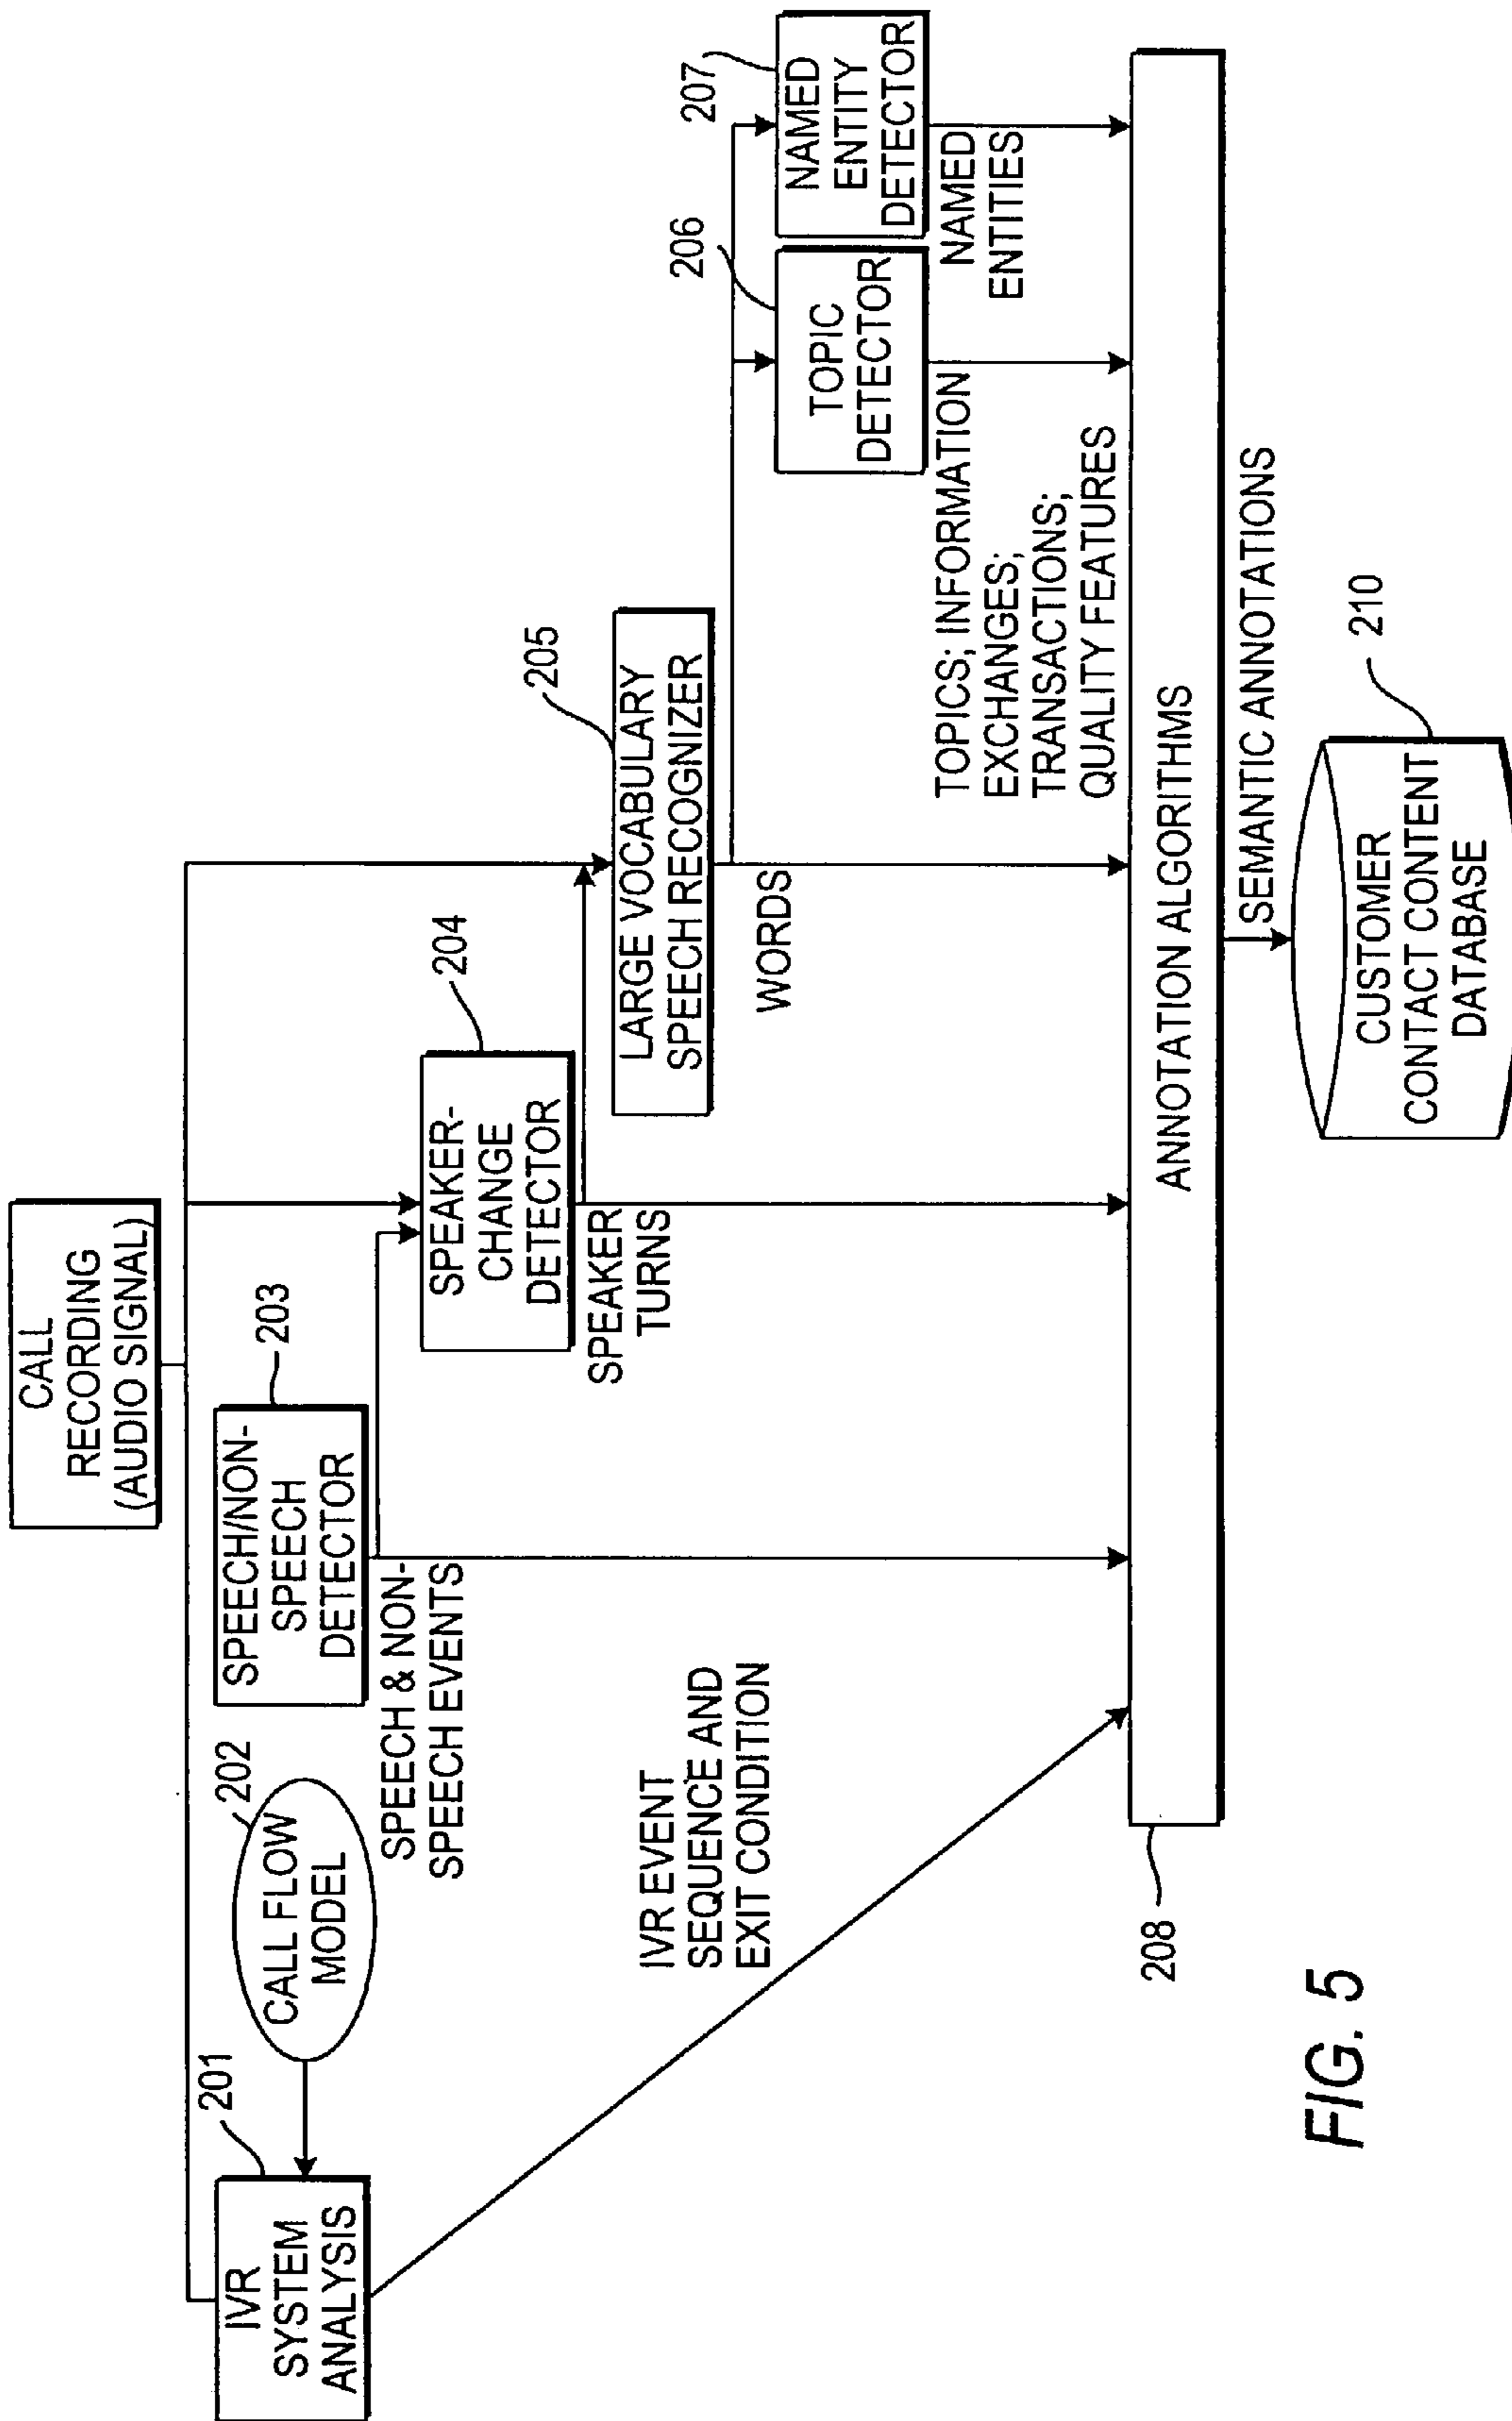 CALL
RECORDING
(AUDIO SIGNAL)
201
IVR
SYSTEM
ANALYSIS
202
CALL FLOW
MODEL
203
SPEECH/NON-
SPEECH
DETECTOR
SPEECH & NON-
SPEECH EVENTS
204
SPEAKER-
CHANGE
DETECTOR
SPEAKER
TURNS
205
LARGE VOCABULARY
SPEECH RECOGNIZER
WORDS
206
TOPIC
DETECTOR
TOPICS; INFORMATION
EXCHANGES;
TRANSACTIONS;
QUALITY FEATURES
207
NAMED
ENTITY
DETECTOR
NAMED
ENTITIES
IVR EVENT
SEQUENCE AND
EXIT CONDITION
208
ANNOTATION ALGORITHMS
SEMANTIC ANNOTATIONS
210
CUSTOMER
CONTACT CONTENT
DATABASE
FIG. 5